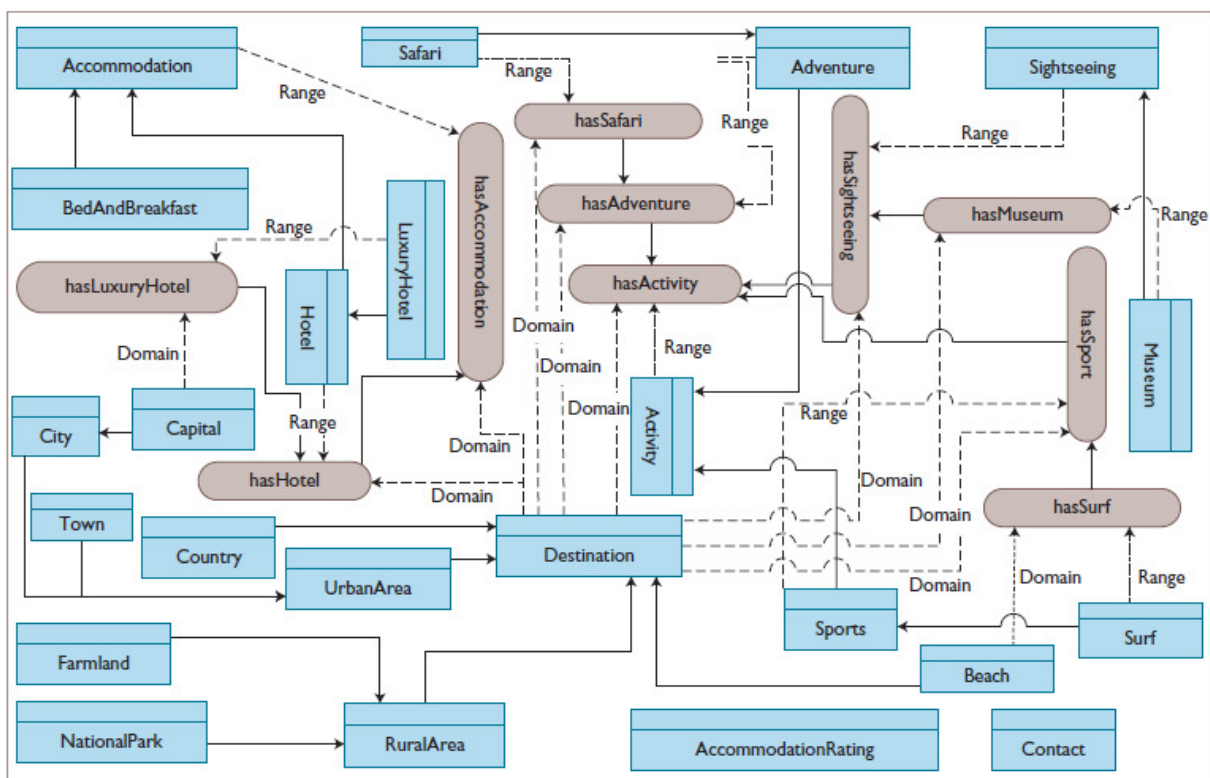 Accommodation
Safari
Adventure
Sightseeing
Range
Range
Range
Range
hasSafari
hasAccommodation
hasSightseeing
BedAndBreakfast
LuxuryHotel
hasAdventure
hasMuseum
Range
Range
hasLuxuryHotel
Hotel
hasActivity
hasSport
Museum
Domain
Domain
Domain
Domain
Range
Activity
City
Capital
Range
Domain
Range
Domain
hasHotel
Domain
Domain
hasSurf
Town
Country
Destination
UrbanArea
Domain
Domain
Range
Sports
Surf
Farmland
Beach
NationalPark
RuralArea
AccommodationRating
Contact